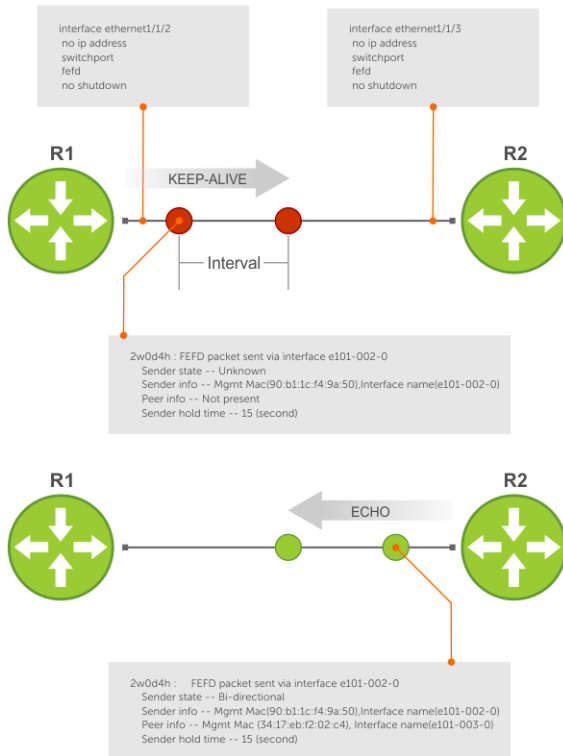 interface ethernet1/1/2
no ip address
switchport
fefd
no shutdown
interface ethernet1/1/3
no ip address
switchport
fefd
no shutdown
R1
R2
KEEP-ALIVE
Interval
2w0d4h : FEFD packet sent via interface e101-002-0
Sender state -- Unknown
Sender info -- Mgmt Mac(90:b1:1c:f4:9a:50),Interface name(e101-002-0)
Peer info -- Not present
Sender hold time -- 15 (second)
R1
R2
ECHO
2w0d4h : FEFD packet sent via interface e101-002-0
Sender state -- Bi-directional
Sender info -- Mgmt Mac(90:b1:1c:f4:9a:50),Interface name(e101-002-0)
Peer info -- Mgmt Mac (34:17:eb:f2:02:c4), Interface name(e101-003-0)
Sender hold time -- 15 (second)